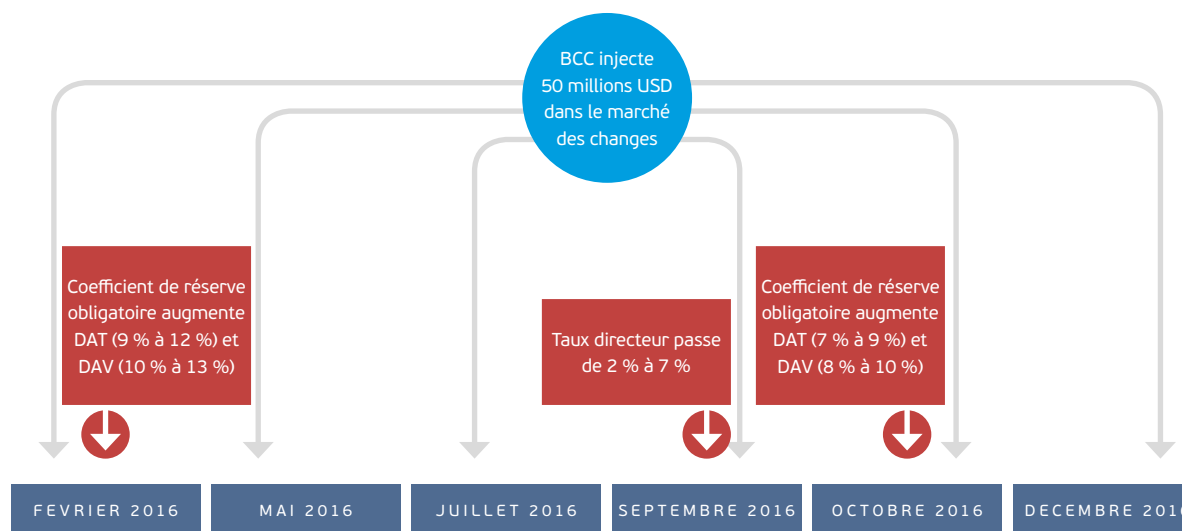 BCC injecte
50 millions USD
dans le marché
des changes
Coefficient de réserve
obligatoire augmente
DAT (9 % à 12 %) et
DAV (10 % à 13 %)
Taux directeur passe
de 2 % à 7 %
Coefficient de réserve
obligatoire augmente
DAT (7 % à 9 %) et
DAV (8 % à 10 %)
FEVRIER 2016
MAI 2016
JUILLET 2016
SEPTEMBRE 2016
OCTOBRE 2016
DECEMBRE 2016